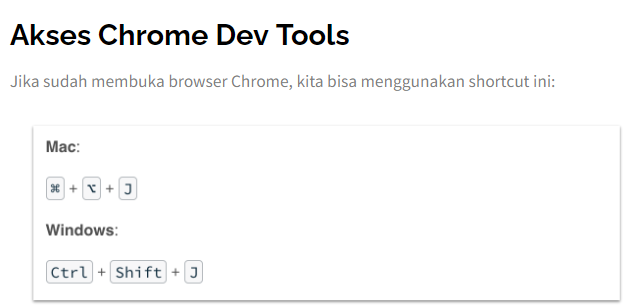 Akses Chrome Dev Tools
Jika sudah membuka browser Chrome, kita bisa menggunakan shortcut ini:
Mac:
⌘ + ⌥ + J
Windows:
Ctrl + Shift + J